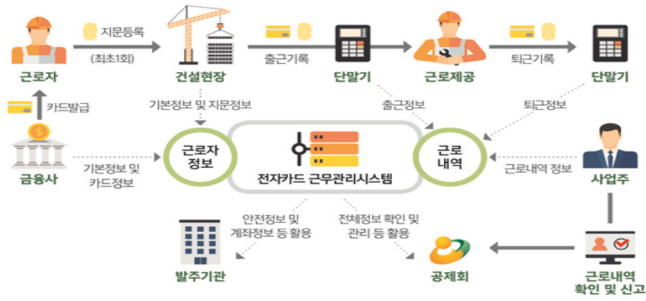 지문등록
(최초1회)
출근기록
퇴근기록
근로자
건설현장
단말기
근로제공
단말기
카드발급
기본정보 및 지문정보
출근정보
퇴근정보
금융사
기본정보 및
카드정보
근로자
정보
전자카드 근무관리시스템
근로
내역
근로내역 정보
사업주
안전정보 및
계좌정보 등 활용
전체정보 확인 및
관리 등 활용
발주기관
공제회
근로내역
확인 및 신고